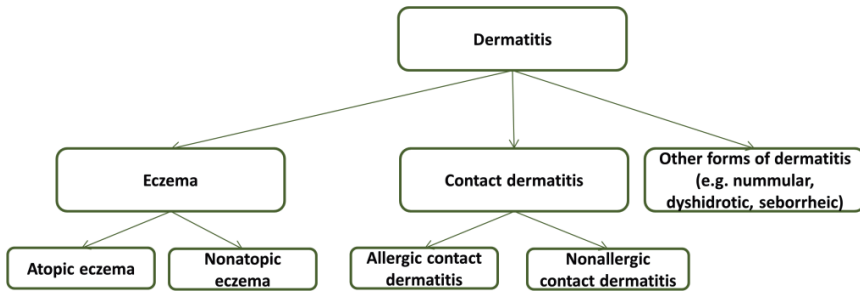 Dermatitis
Eczema
Contact dermatitis
Other forms of dermatitis
(e.g. nummular,
dyshidrotic, seborrheic)
Atopic eczema
Nonatopic
eczema
Allergic contact
dermatitis
Nonallergic
contact dermatitis